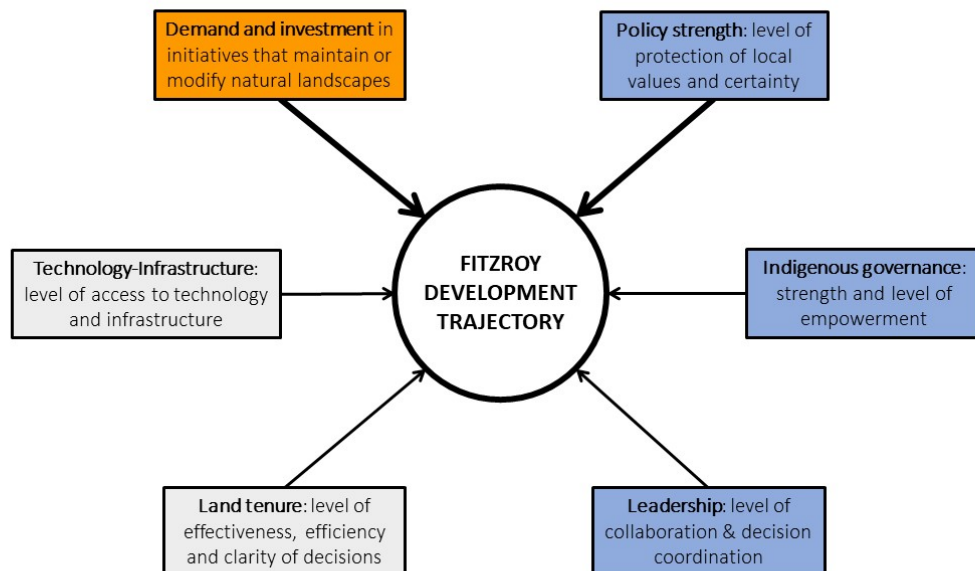 Demand and investment in
initiatives that maintain or
modify natural landscapes
Policy strength: level of
protection of local
values and certainty
Technology-Infrastructure:
level of access to technology
and infrastructure
FITZROY
DEVELOPMENT
TRAJECTORY
Indigenous governance:
strength and level of
empowerment
Land tenure: level of
effectiveness, efficiency
and clarity of decisions
Leadership: level of
collaboration & decision
coordination